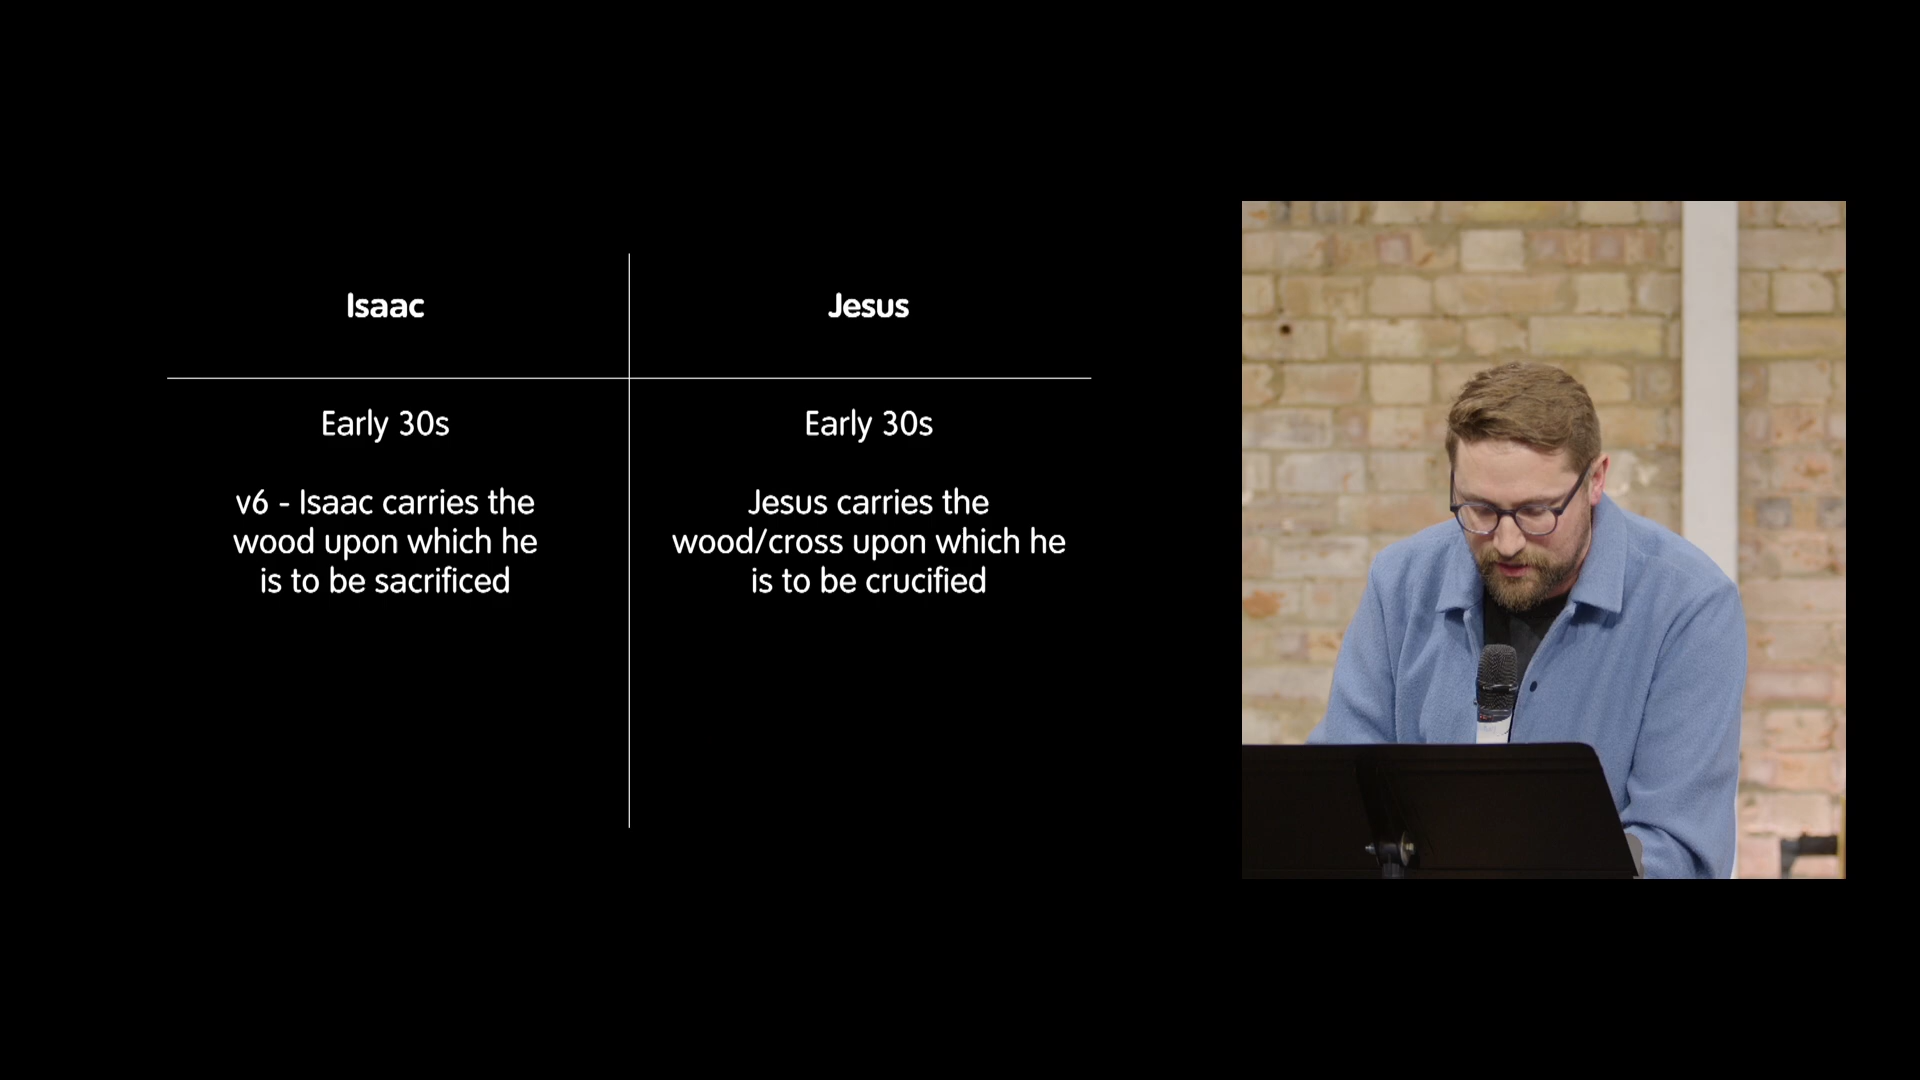 Isaac
Jesus
Early 30s
Early 30s
v6 - Isaac carries the
wood upon which he
is to be sacrificed
Jesus carries the
wood/cross upon which he
is to be crucified